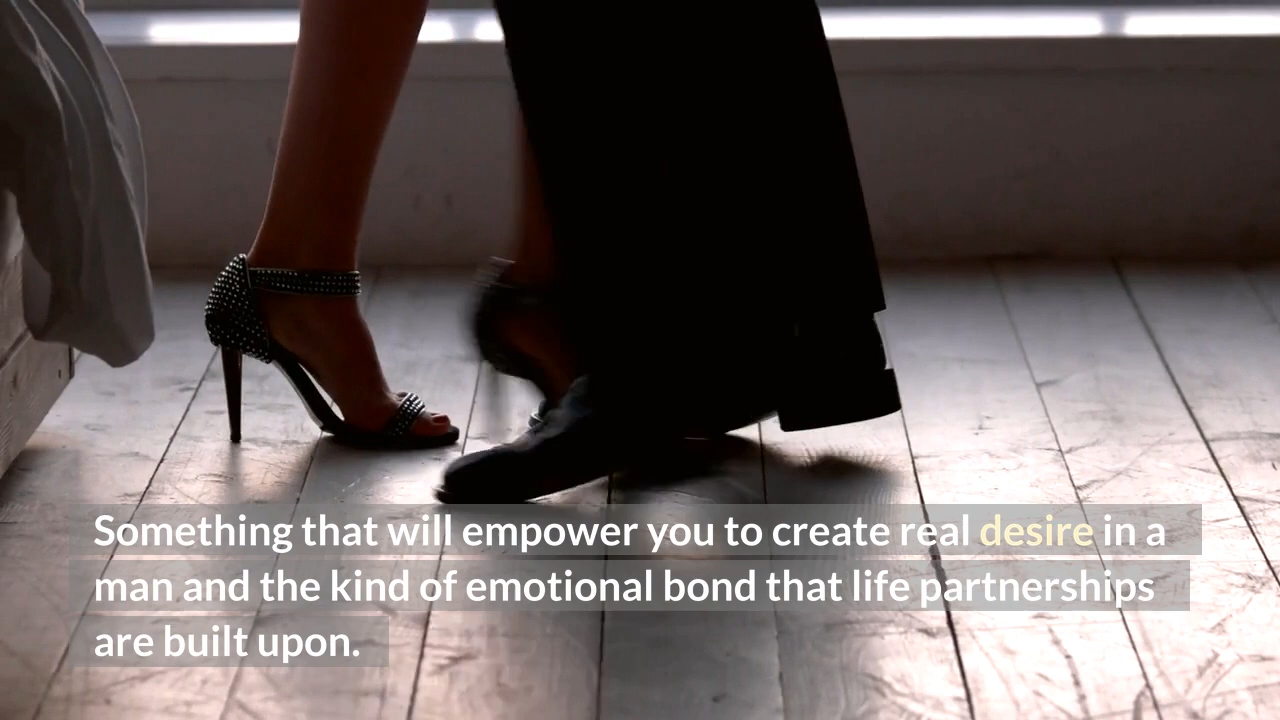 Something that will empower you to create real desire in a
man and the kind of emotional bond that life partnerships
are built upon.